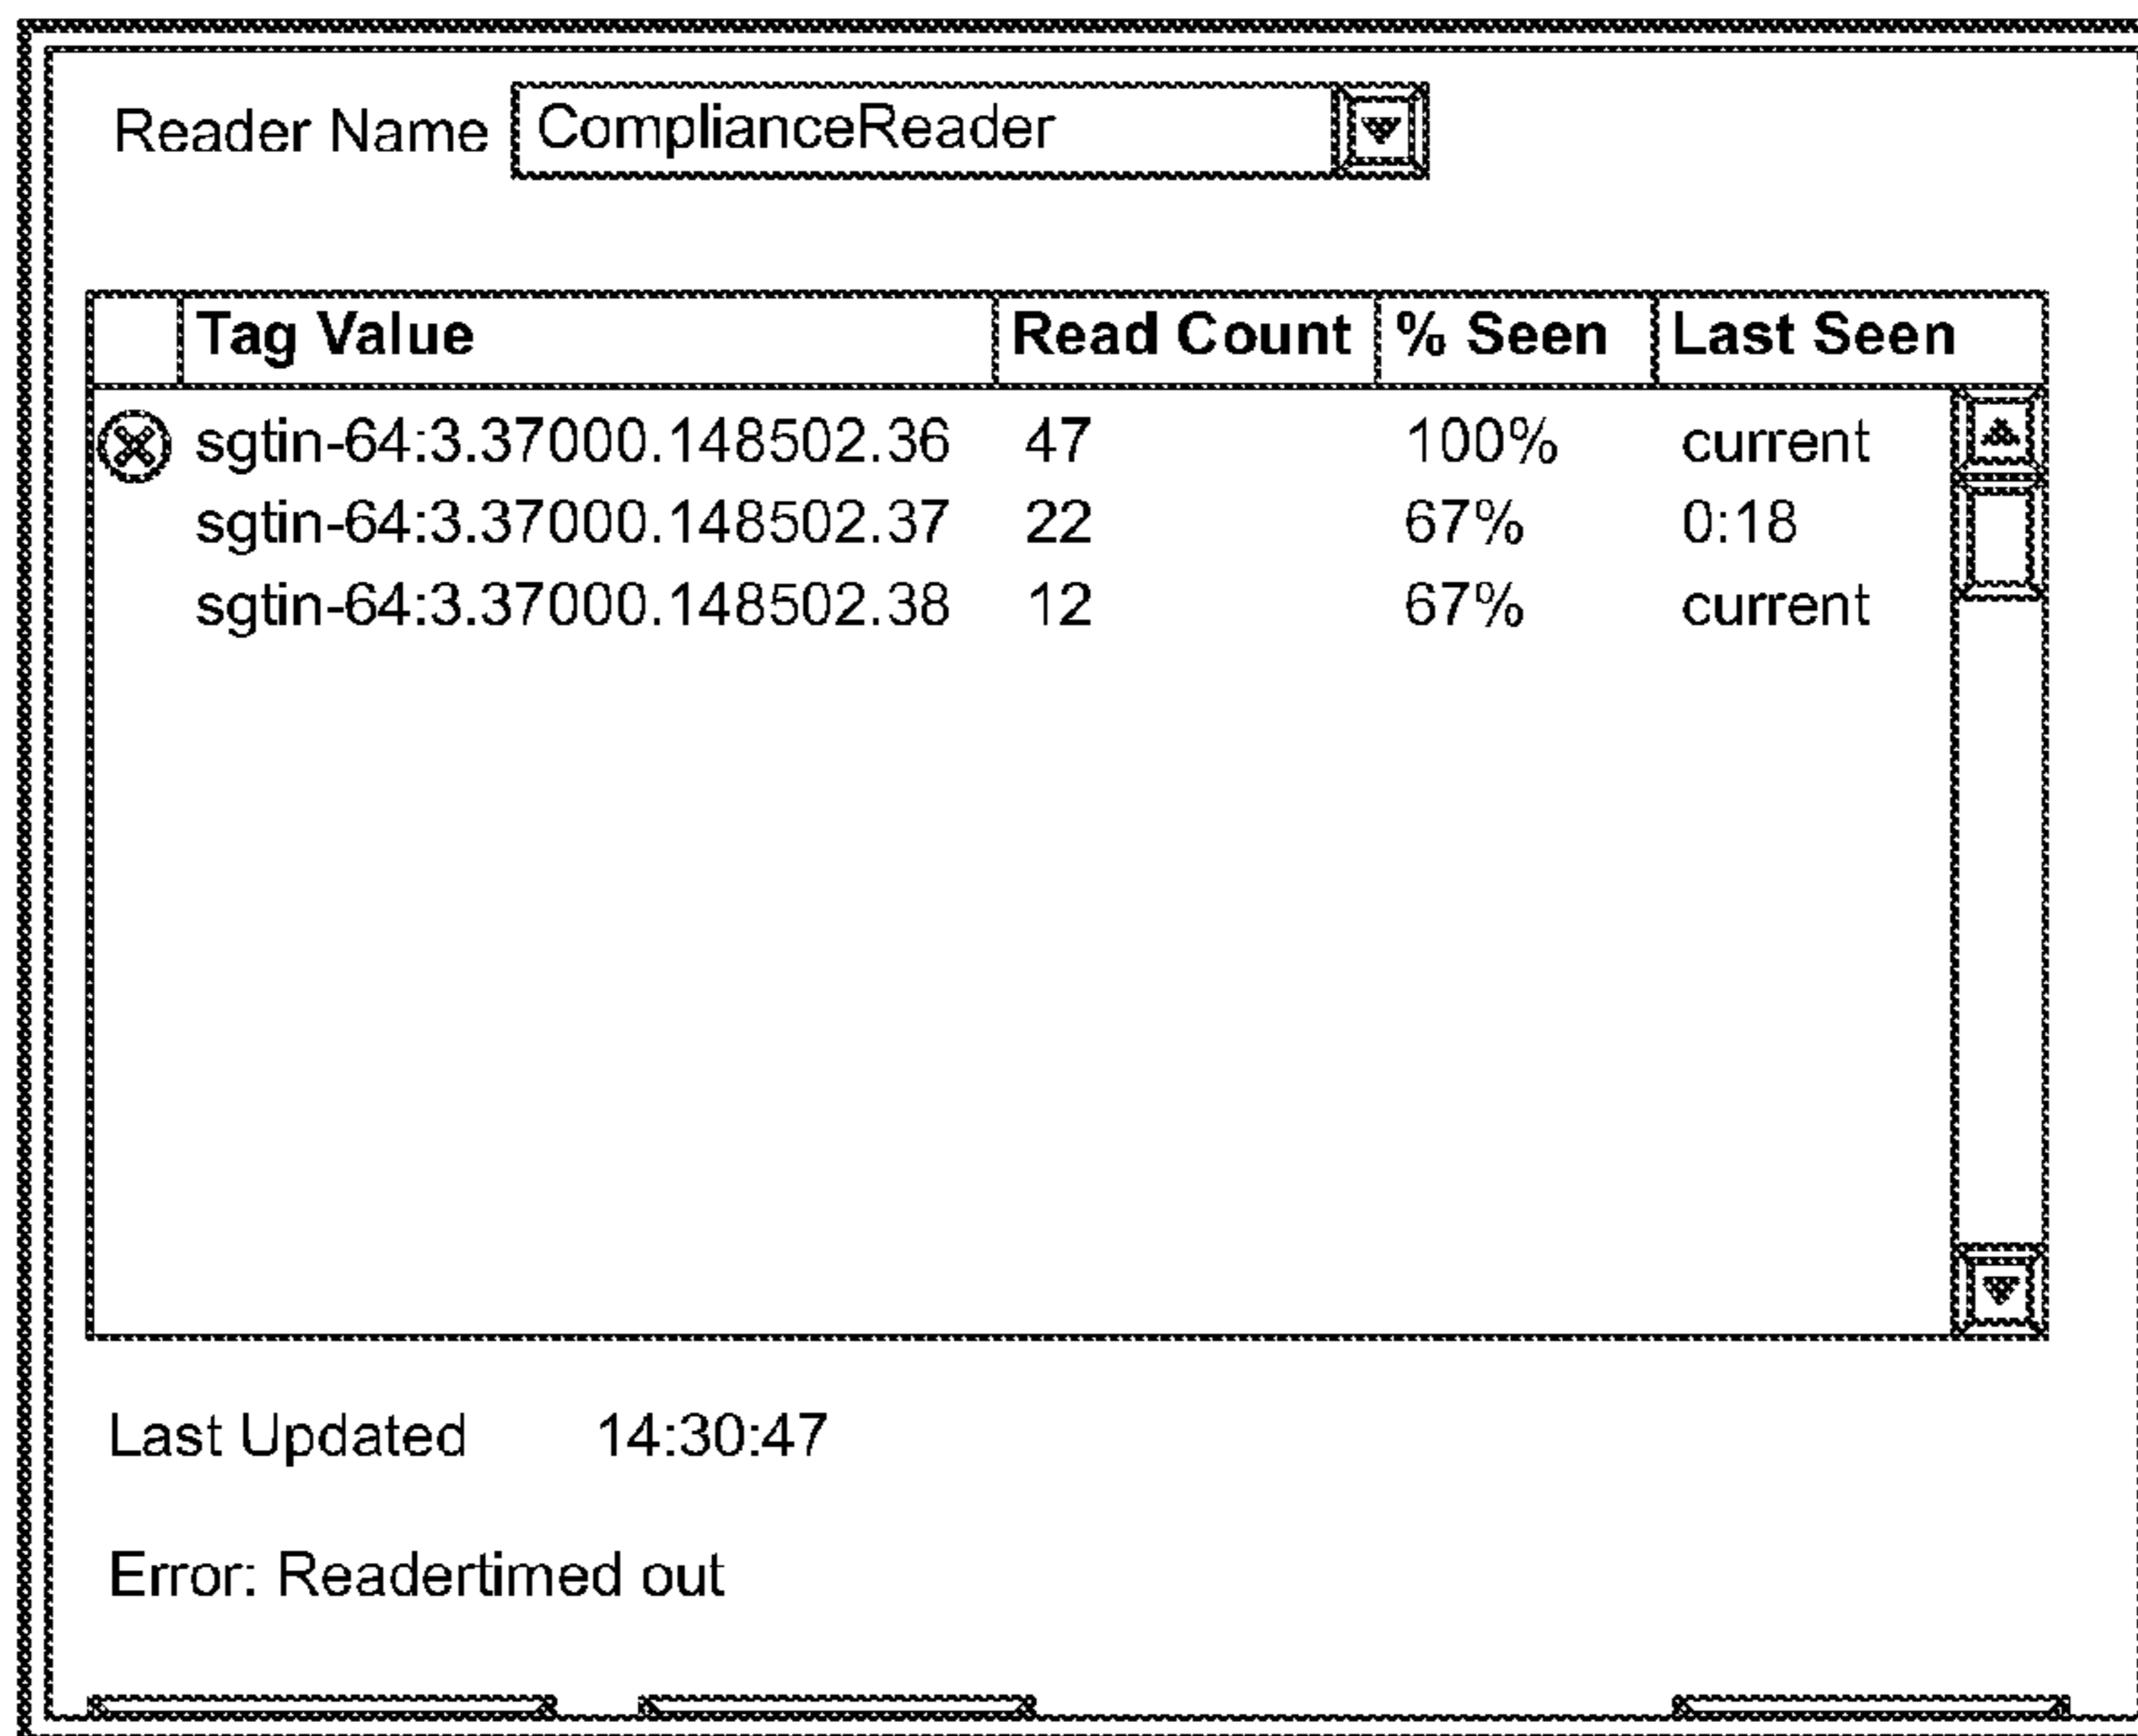 Reader Name ComplianceReader
Tag Value Read Count % Seen Last Seen
sgtin-64:3.37000.148502.36 47 100% current
sgtin-64:3.37000.148502.37 22 67% 0:18
sgtin-64:3.37000.148502.38 12 67% current
Last Updated 14:30:47
Error: Readertimed out